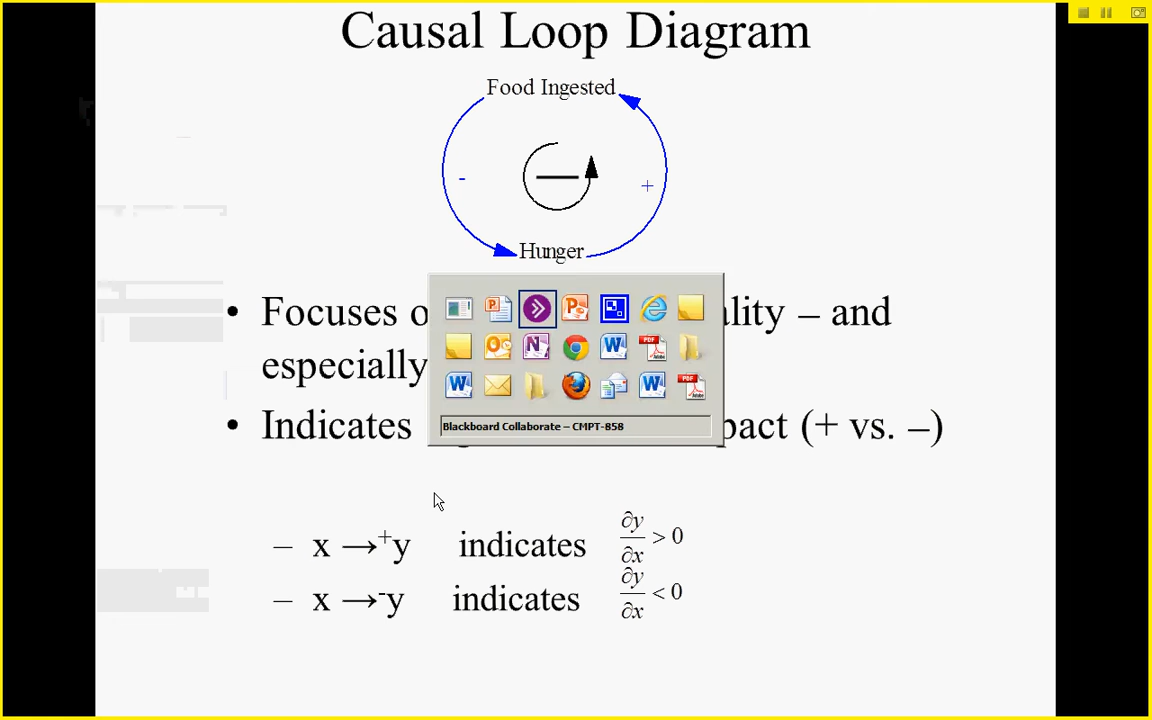 Causal Loop Diagram
Food Ingested
-
+
Hunger
• Focuses o ality – and
especially
• Indicates pact (+ vs. –)
Blackboard Collaborate – CMPT-858
– x →⁺y indicates ∂y/∂x > 0
– x →⁻y indicates ∂y/∂x < 0